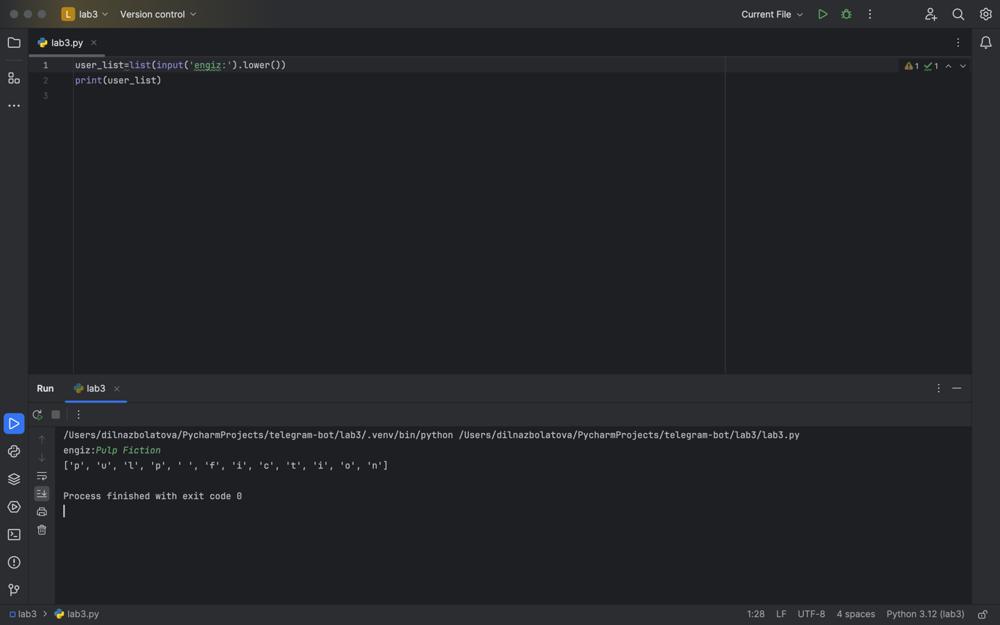 L lab3 Version control Current File
lab3.py
1 user_list=list(input('engiz:').lower()) 1 1
2 print(user_list)
3
Run lab3
/Users/dilnazbolatova/PycharmProjects/telegram-bot/lab3/.venv/bin/python /Users/dilnazbolatova/PycharmProjects/telegram-bot/lab3/lab3.py
engiz:Pulp Fiction
['p', 'u', 'l', 'p', ' ', 'f', 'i', 'c', 't', 'i', 'o', 'n']
Process finished with exit code 0
lab3 lab3.py 1:28 LF UTF-8 4 spaces Python 3.12 (lab3)